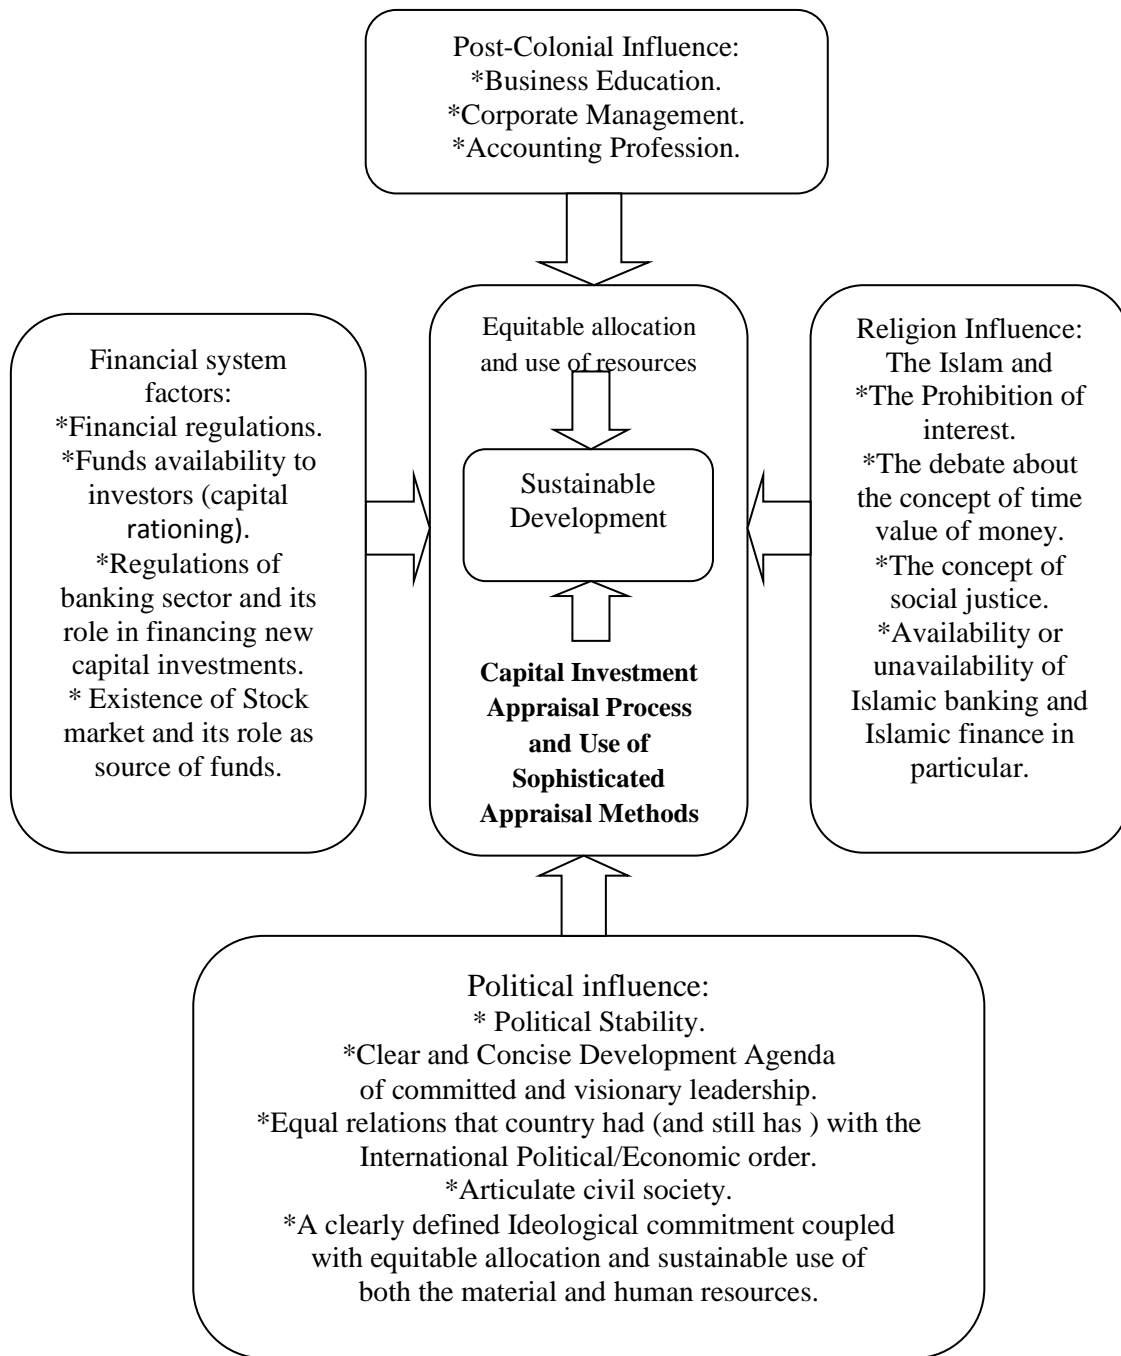 Post-Colonial Influence:
*Business Education.
*Corporate Management.
*Accounting Profession.
Financial system
factors:
*Financial regulations.
*Funds availability to
investors (capital
rationing).
*Regulations of
banking sector and its
role in financing new
capital investments.
* Existence of Stock
market and its role as
source of funds.
Equitable allocation
and use of resources
Sustainable
Development
Capital Investment
Appraisal Process
and Use of
Sophisticated
Appraisal Methods
Religion Influence:
The Islam and
*The Prohibition of
interest.
*The debate about
the concept of time
value of money.
*The concept of
social justice.
*Availability or
unavailability of
Islamic banking and
Islamic finance in
particular.
Political influence:
* Political Stability.
*Clear and Concise Development Agenda
of committed and visionary leadership.
*Equal relations that country had (and still has ) with the
International Political/Economic order.
*Articulate civil society.
*A clearly defined Ideological commitment coupled
with equitable allocation and sustainable use of
both the material and human resources.